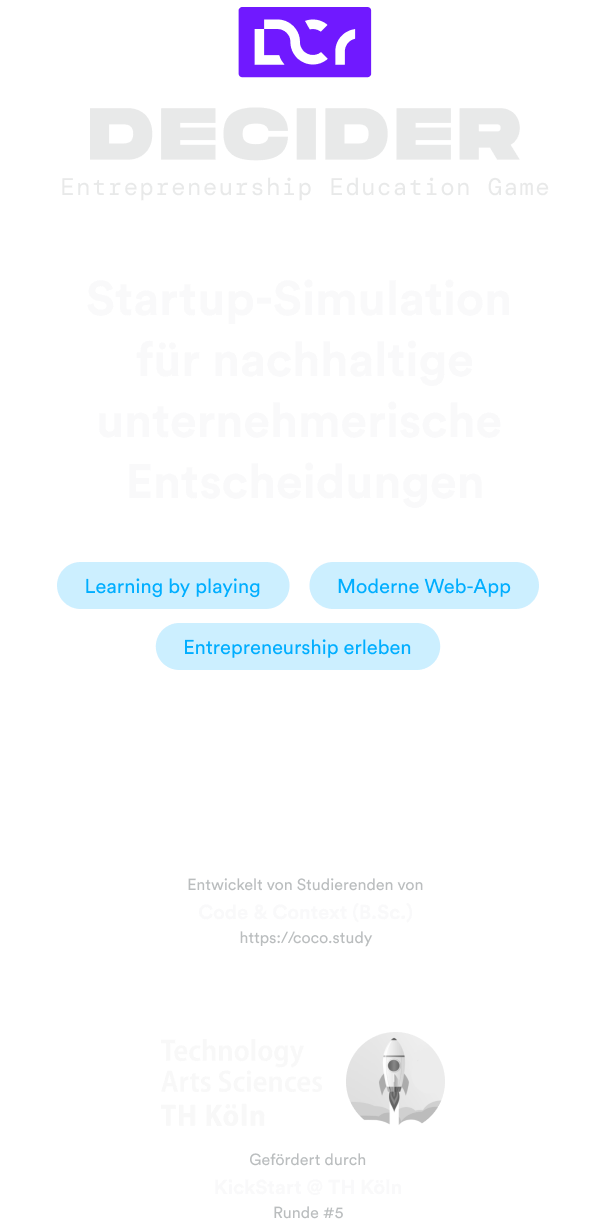 DCr
DECIDER
Entrepreneurship Education Game
Startup-Simulation
für nachhaltige
unternehmerische
Entscheidungen
Learning by playing
Moderne Web-App
Entrepreneurship erleben
Entwickelt von Studierenden von
Code & Context (B.Sc.)
https://coco.study
Technology
Arts Sciences
TH Köln
Gefördert durch
KickStart @ TH Köln
Runde #5